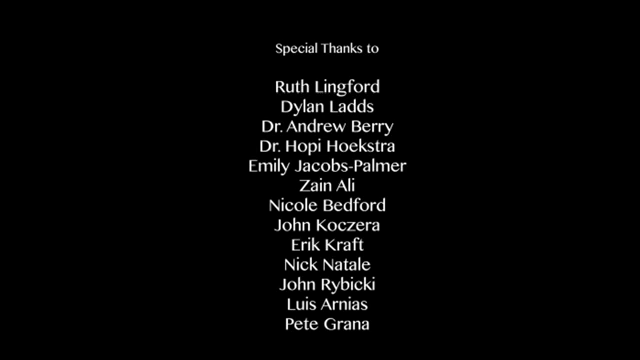 Special Thanks to
Ruth Lingford
Dylan Ladds
Dr. Andrew Berry
Dr. Hopi Hoekstra
Emily Jacobs-Palmer
Zain Ali
Nicole Bedford
John Koczera
Erik Kraft
Nick Natale
John Rybicki
Luis Arnias
Pete Grana